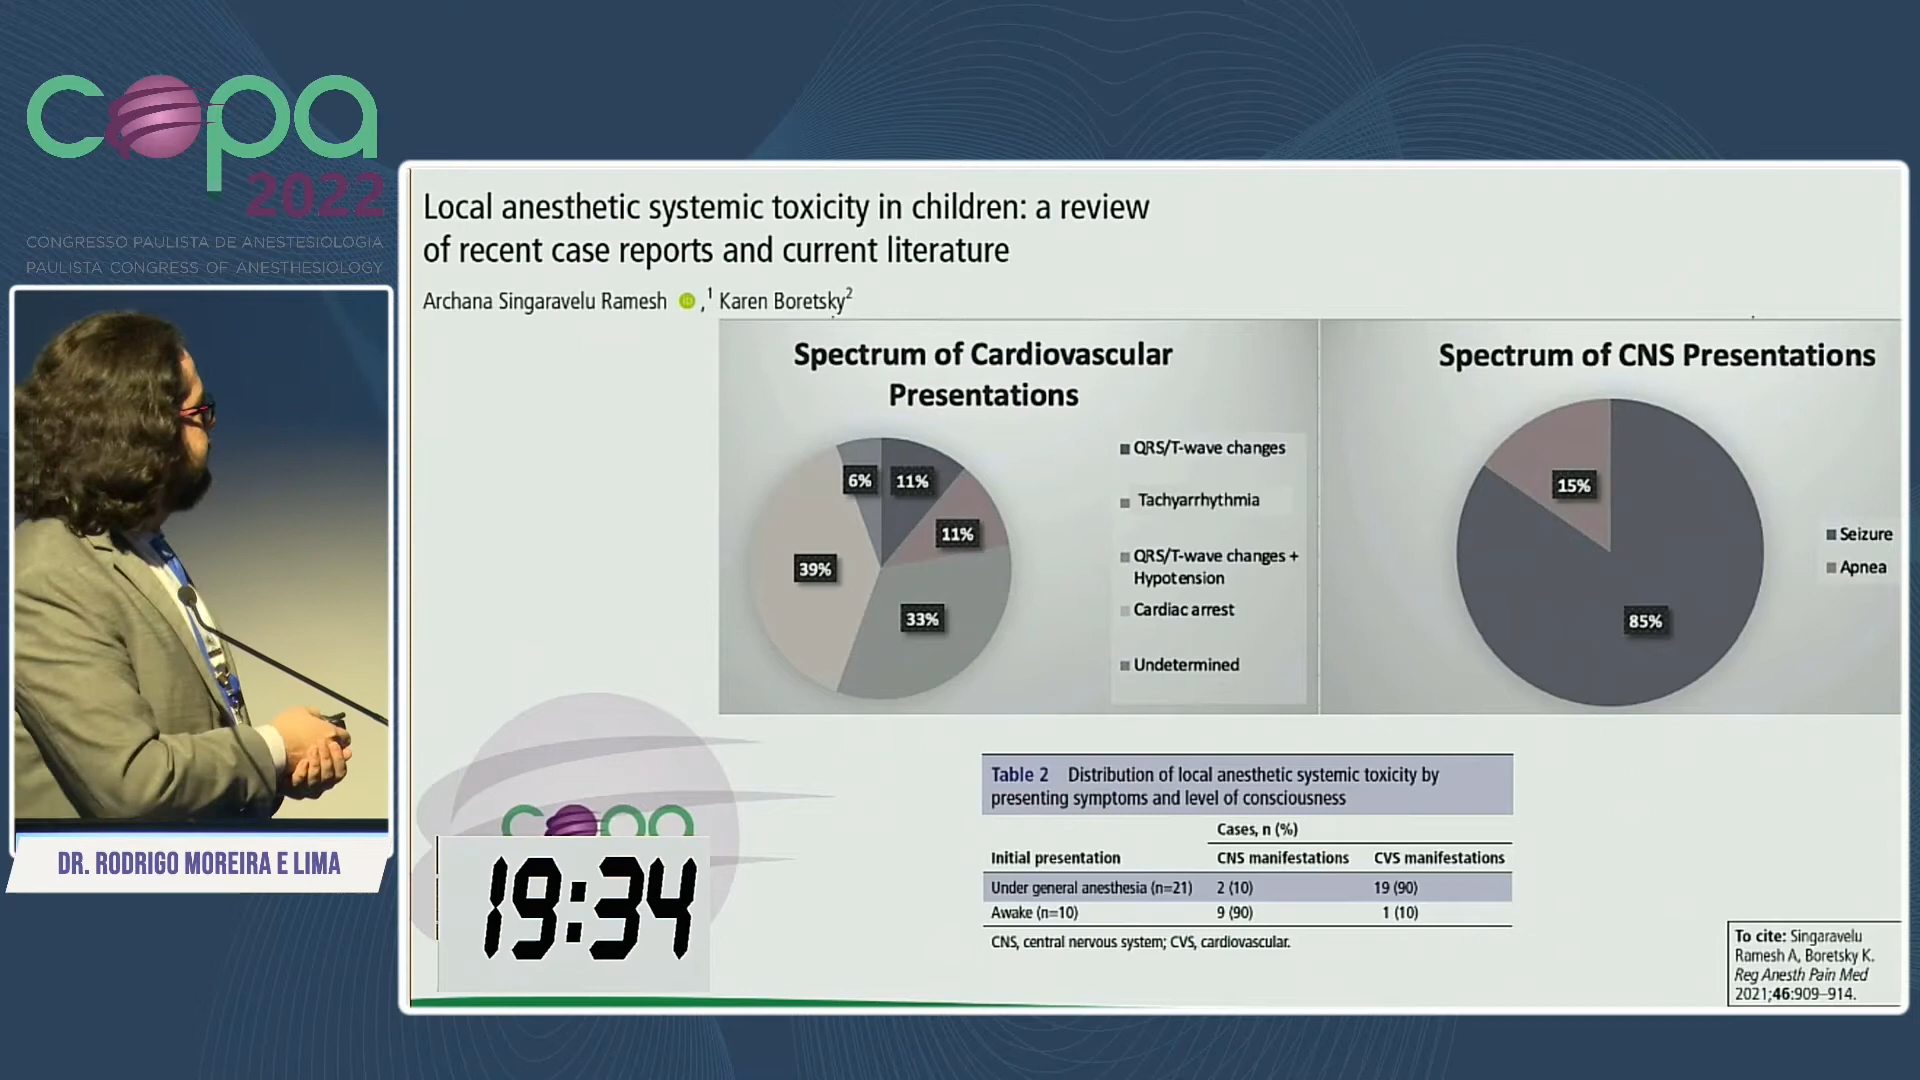 copa
2022
CONGRESSO PAULISTA DE ANESTESIOLOGIA
PAULISTA CONGRESS OF ANESTHESIOLOGY
DR. RODRIGO MOREIRA E LIMA
Local anesthetic systemic toxicity in children: a review
of recent case reports and current literature
Archana Singaravelu Ramesh iD ,1 Karen Boretsky2
Spectrum of Cardiovascular
Presentations
6%
11%
11%
39%
33%
QRS/T-wave changes
Tachyarrhythmia
QRS/T-wave changes +
Hypotension
Cardiac arrest
Undetermined
Spectrum of CNS Presentations
15%
85%
Seizure
Apnea
Table 2 Distribution of local anesthetic systemic toxicity by
presenting symptoms and level of consciousness
Cases, n (%)
Initial presentation CNS manifestations CVS manifestations
Under general anesthesia (n=21) 2 (10) 19 (90)
Awake (n=10) 9 (90) 1 (10)
CNS, central nervous system; CVS, cardiovascular.
copa
19:34
To cite: Singaravelu
Ramesh A, Boretsky K.
Reg Anesth Pain Med
2021;46:909–914.